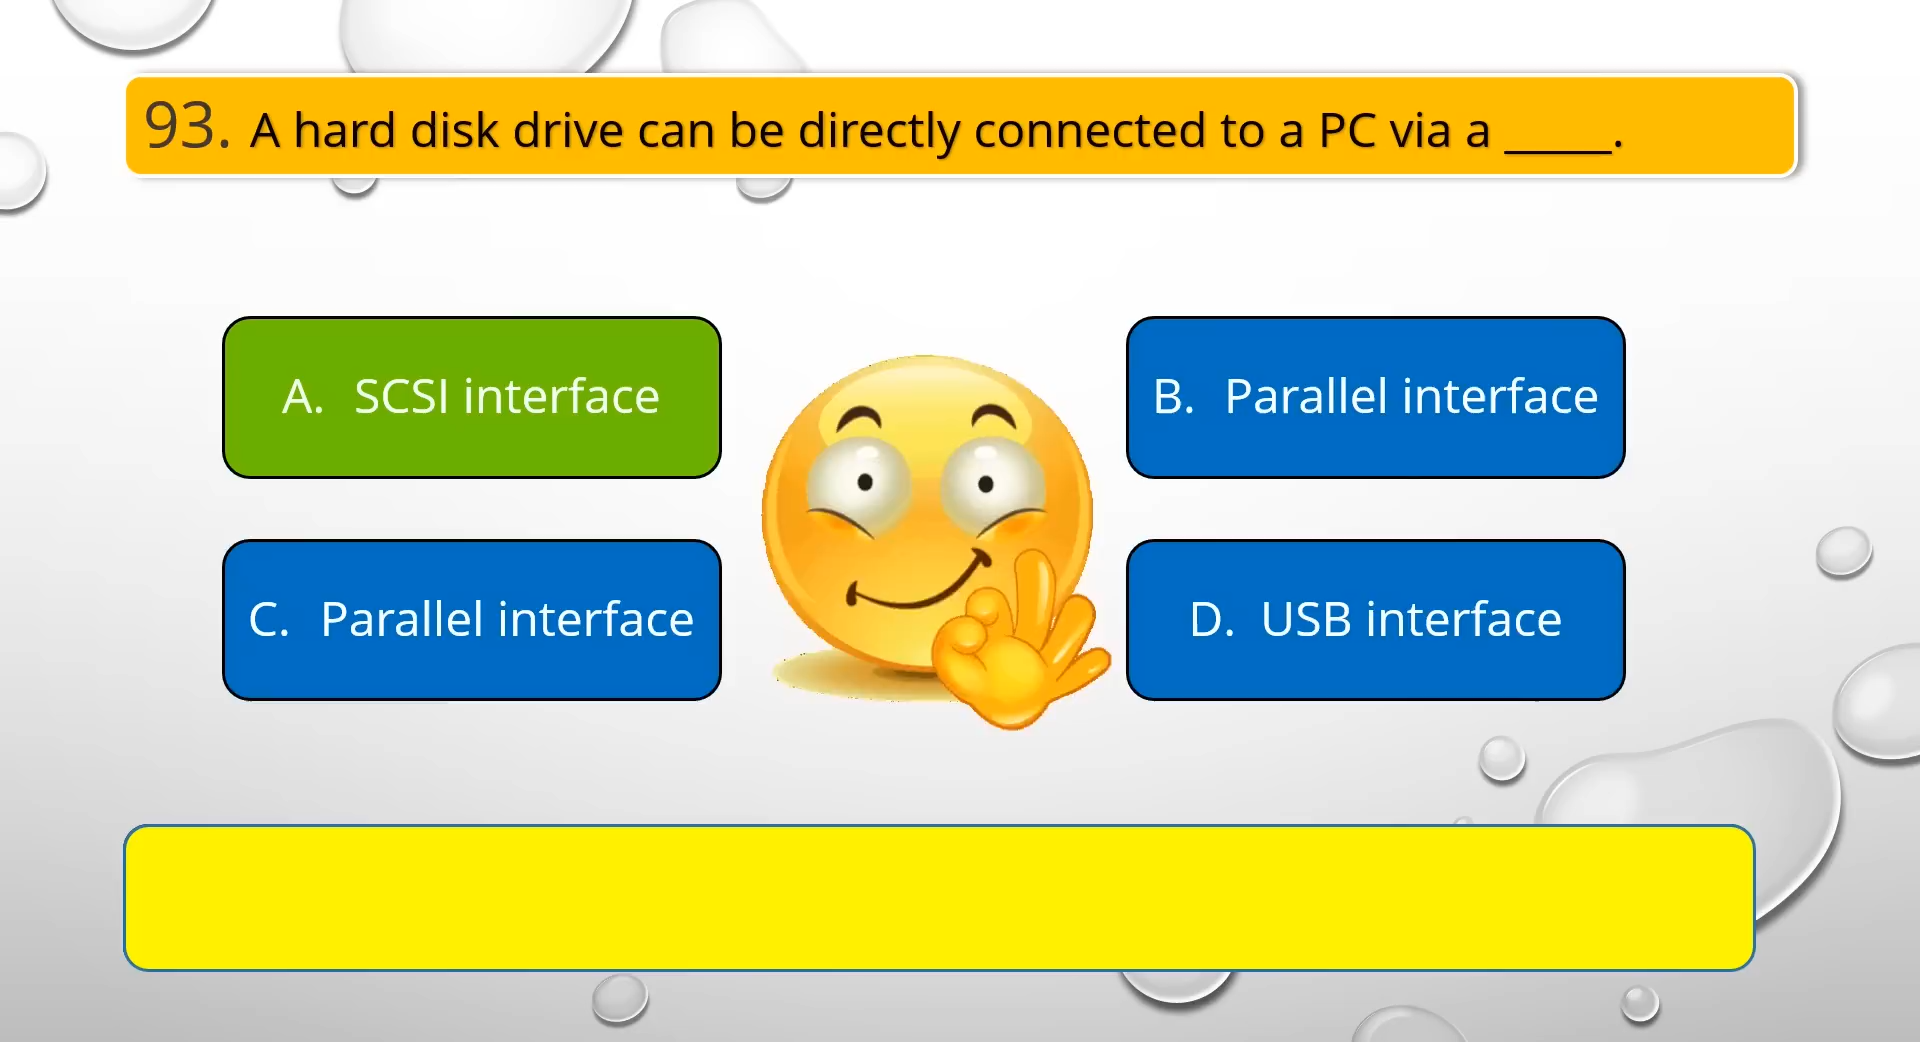 93. A hard disk drive can be directly connected to a PC via a _____.
A. SCSI interface
B. Parallel interface
C. Parallel interface
D. USB interface